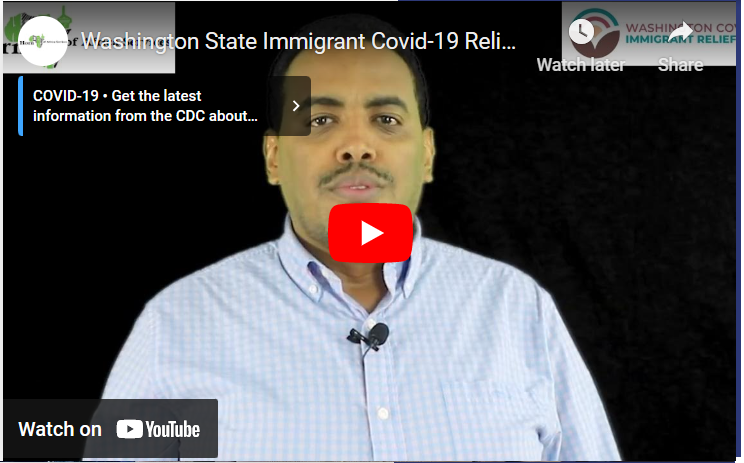 Washington State Immigrant Covid-19 Reli...
WASHINGTON COV
IMMIGRANT RELIEF
Watch later
Share
COVID-19 • Get the latest
information from the CDC about...
Watch on YouTube